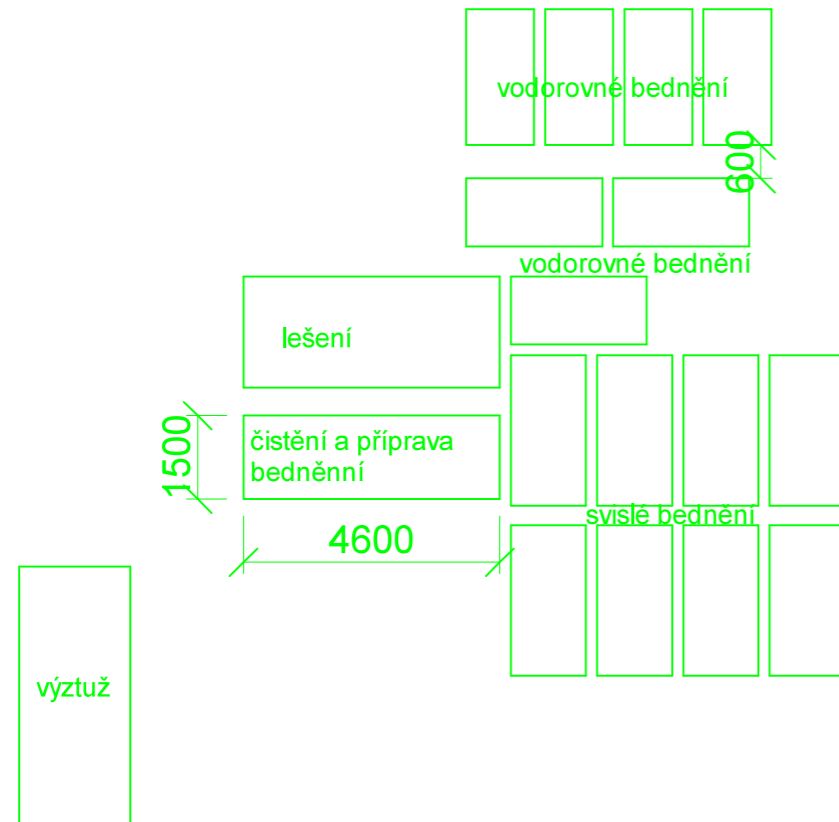 vodorovné bednění
600
vodorovné bednění
lešení
1500
čistění a příprava
bedněnní
svislé bednění
4600
výztuž